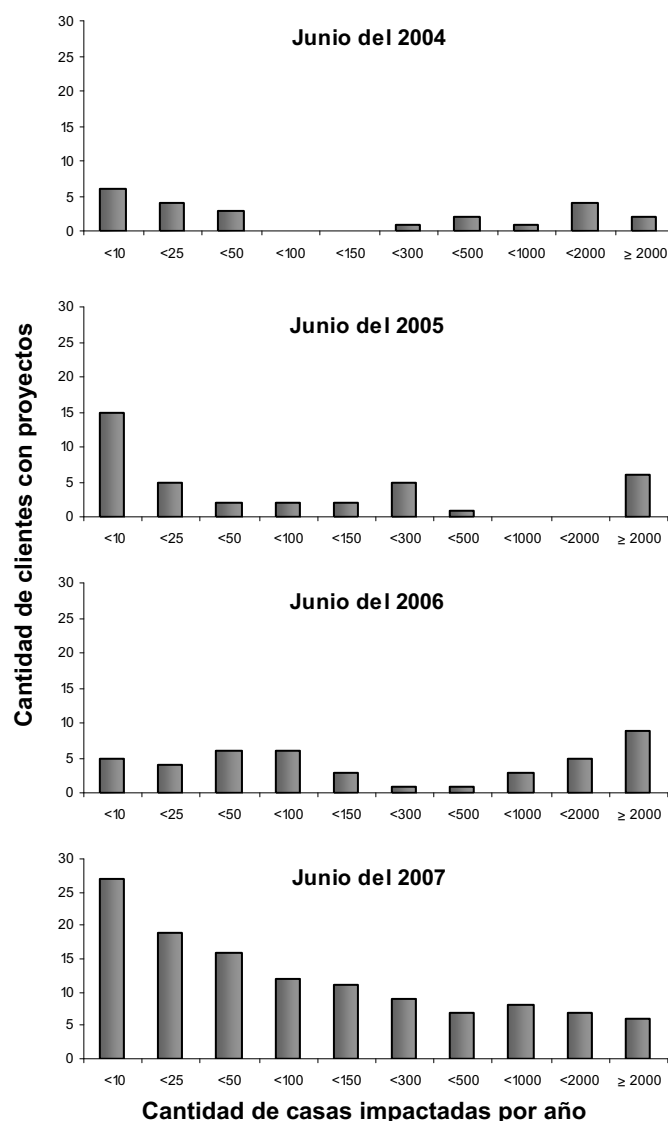 Junio del 2004
30
25
20
15
10
5
0
<10 <25 <50 <100 <150 <300 <500 <1000 <2000 ≥ 2000
Junio del 2005
30
25
20
15
10
5
0
<10 <25 <50 <100 <150 <300 <500 <1000 <2000 ≥ 2000
Junio del 2006
30
25
20
15
10
5
0
<10 <25 <50 <100 <150 <300 <500 <1000 <2000 ≥ 2000
Junio del 2007
30
25
20
15
10
5
0
<10 <25 <50 <100 <150 <300 <500 <1000 <2000 ≥ 2000
Cantidad de clientes con proyectos
Cantidad de casas impactadas por año